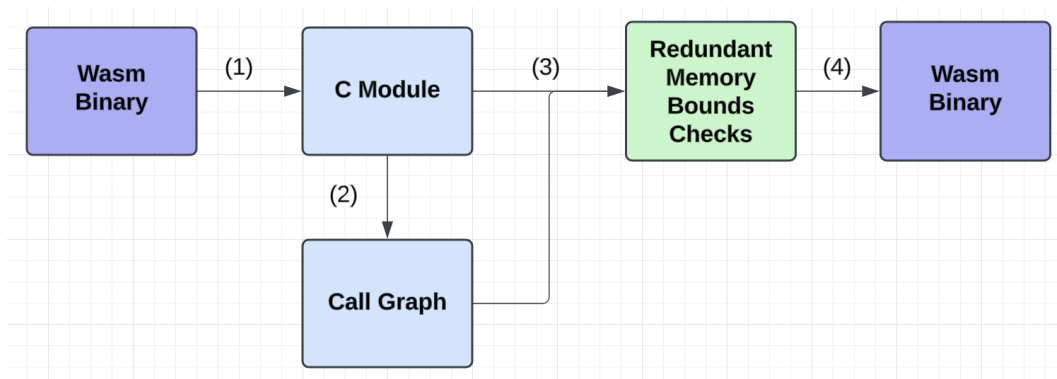 Wasm
Binary
(1)
C Module
(3)
Redundant
Memory
Bounds
Checks
(4)
Wasm
Binary
(2)
Call Graph